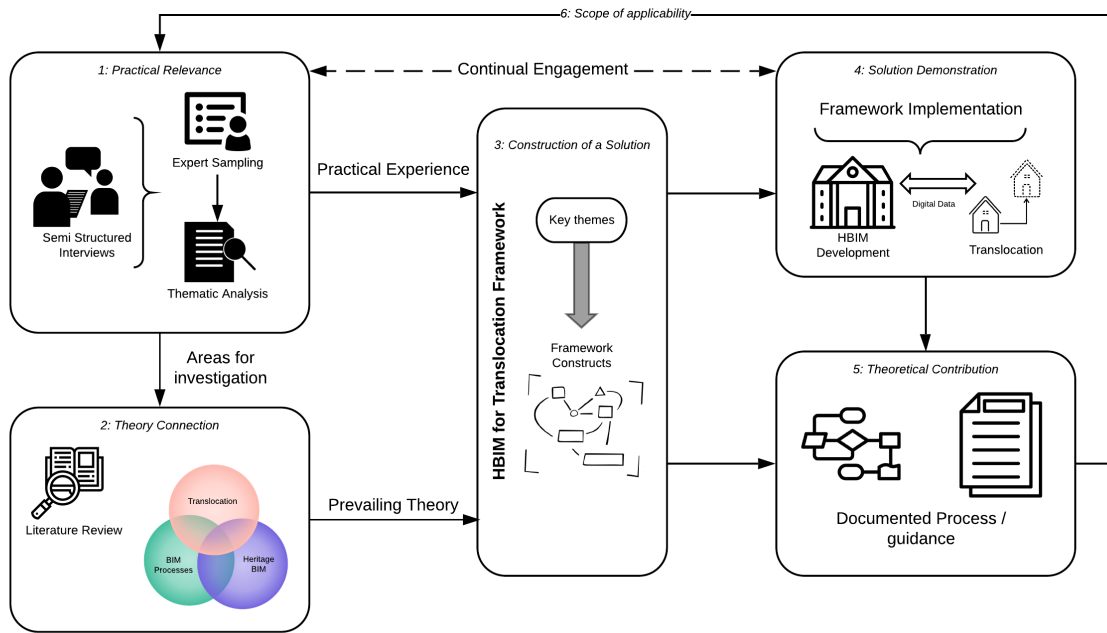 6: Scope of applicability
1: Practical Relevance
Expert Sampling
Semi Structured
Interviews
Thematic Analysis
Continual Engagement
Practical Experience
Areas for
investigation
2: Theory Connection
Literature Review
Translocation
BIM
Processes
Heritage
BIM
Prevailing Theory
3: Construction of a Solution
HBIM for Translocation Framework
Key themes
Framework
Constructs
4: Solution Demonstration
Framework Implementation
Digital Data
HBIM
Development
Translocation
5: Theoretical Contribution
Documented Process /
guidance